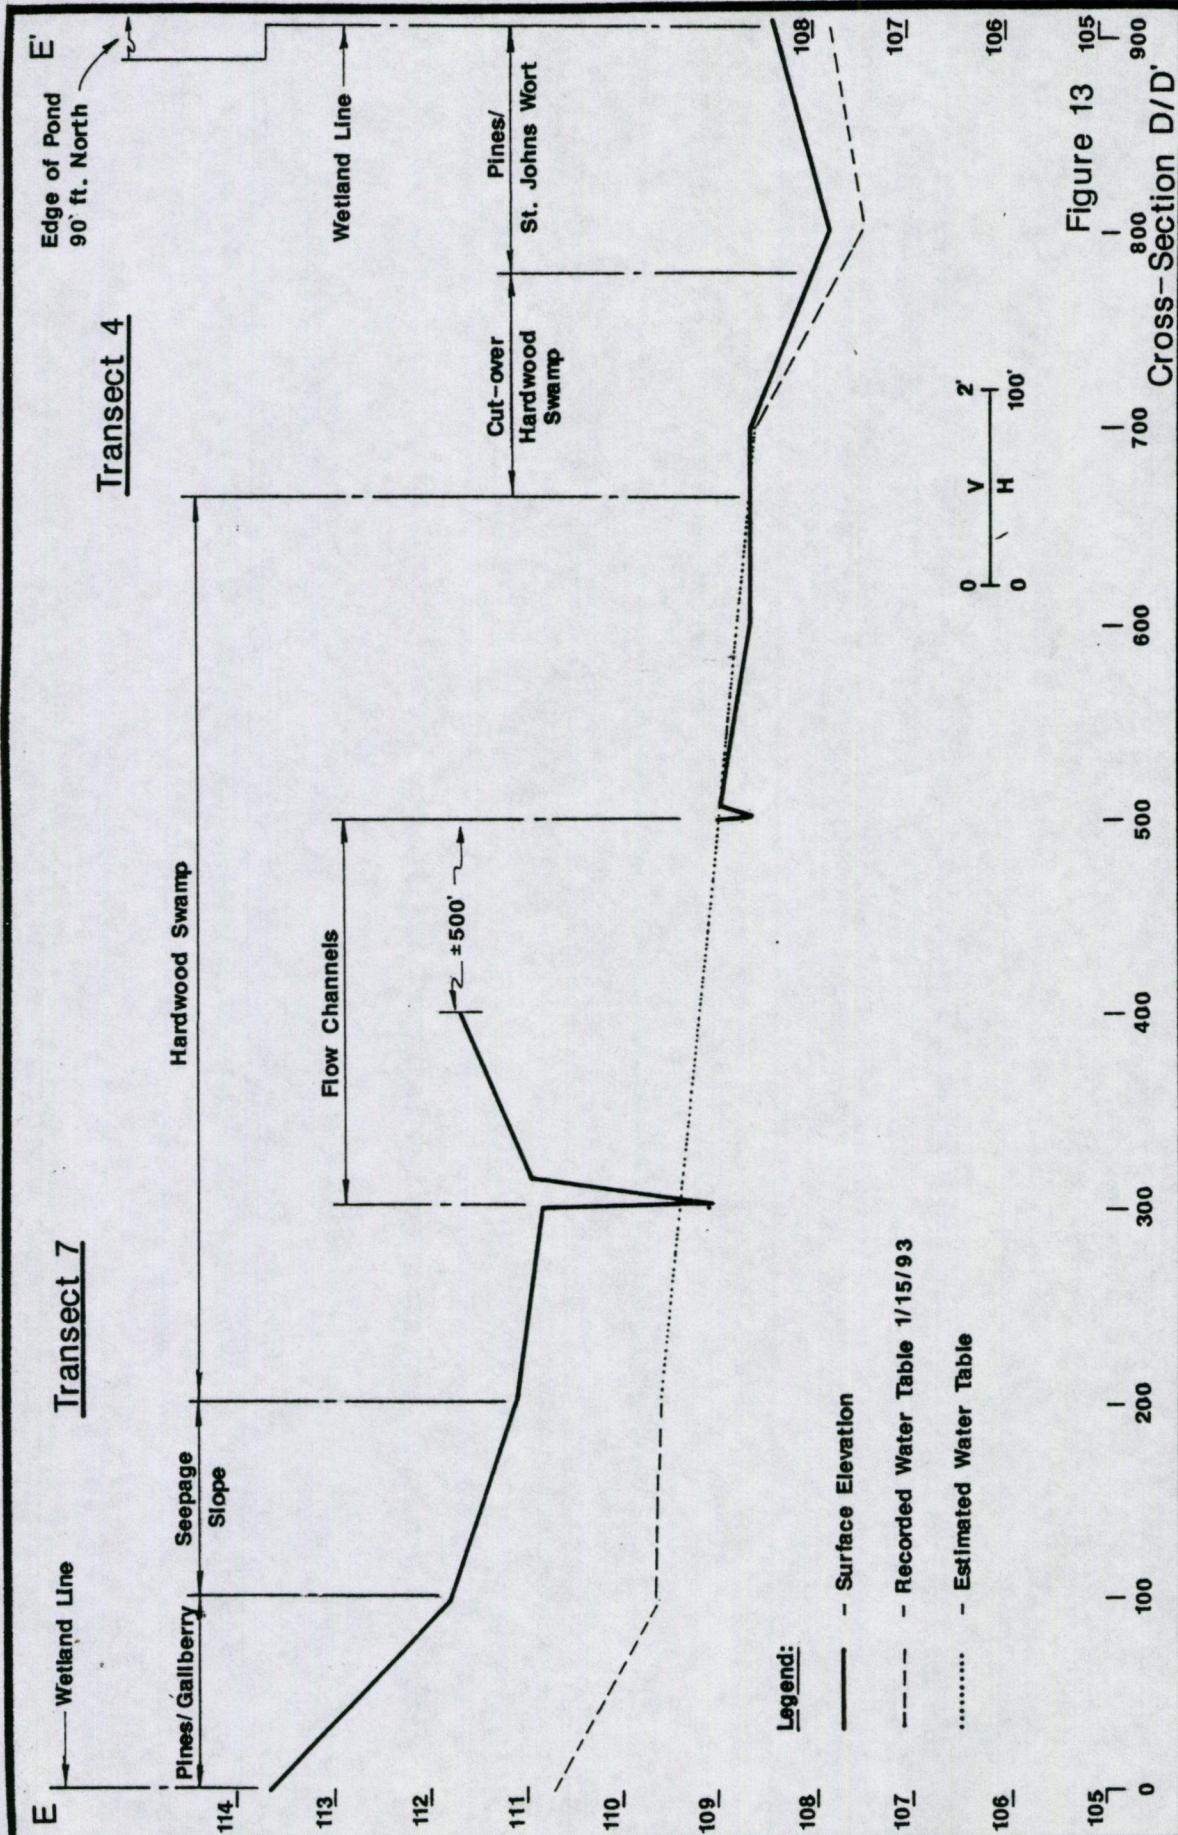 E
E'
Edge of Pond
90' ft. North
Transect 7
Transect 4
Wetland Line
Wetland Line
Pines/Gallberry
Seepage
Slope
Hardwood Swamp
Flow Channels
±500'
Cut-over
Hardwood
Swamp
Pines/
St. Johns Wort
114
113
112
111
110
109
108
107
106
105
108
107
106
105
Legend:
- Surface Elevation
- Recorded Water Table 1/15/93
- Estimated Water Table
0 V 2'
0 H 100'
0 100 200 300 400 500 600 700 800 900
Figure 13
Cross-Section D/D'